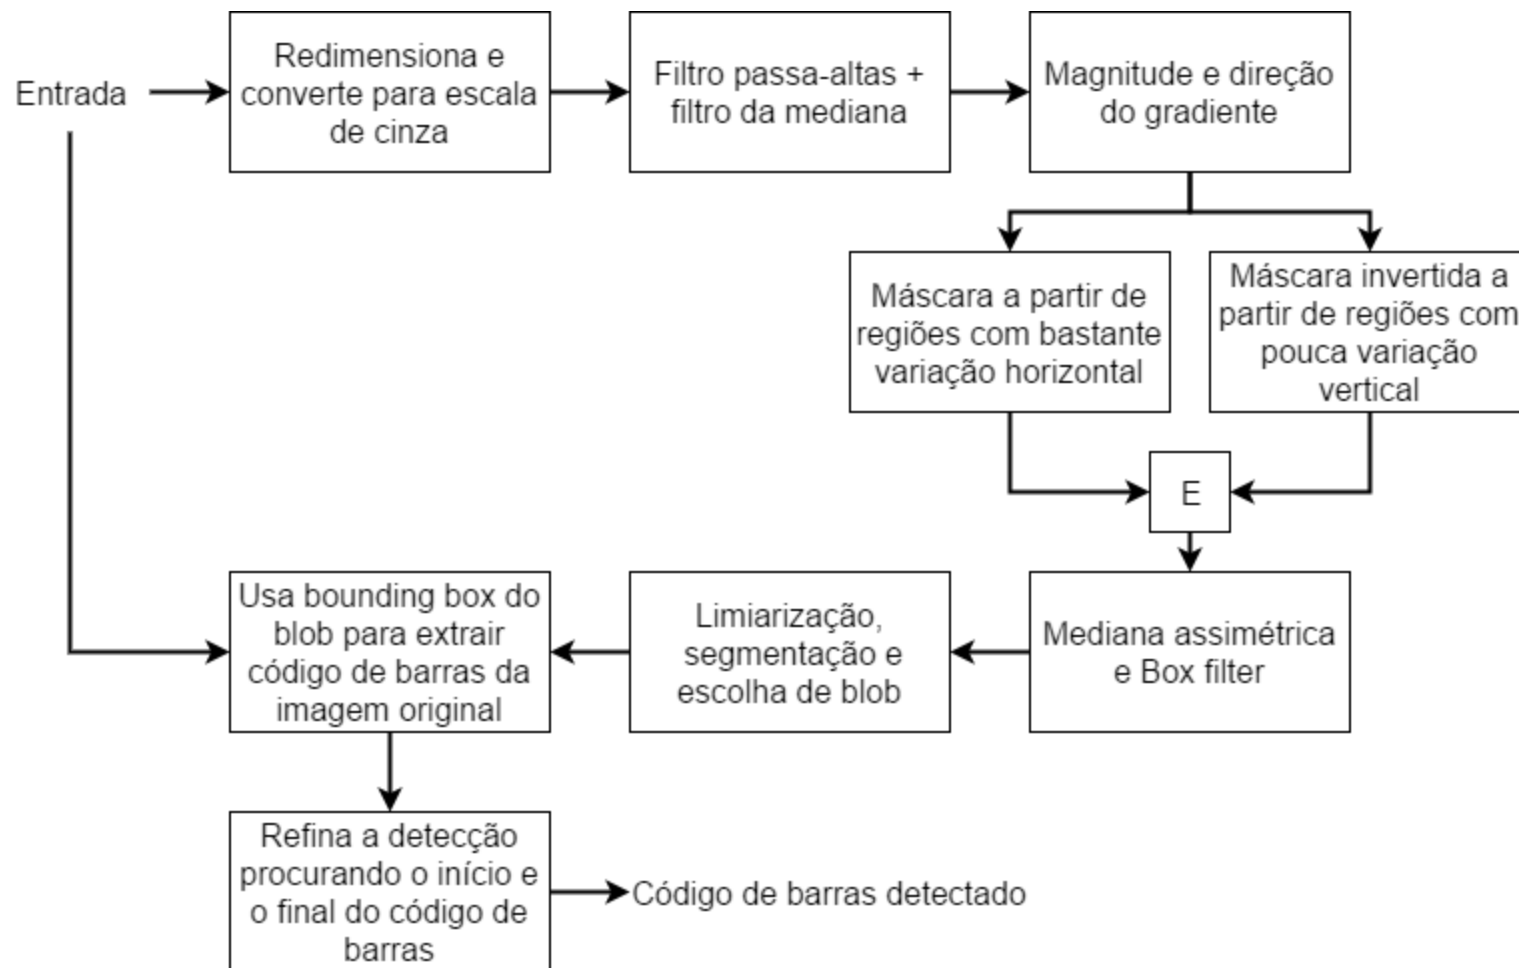 Entrada
Redimensiona e
converte para escala
de cinza
Filtro passa-altas +
filtro da mediana
Magnitude e direção
do gradiente
Máscara a partir de
regiões com bastante
variação horizontal
Máscara invertida a
partir de regiões com
pouca variação
vertical
E
Mediana assimétrica
e Box filter
Limiarização,
segmentação e
escolha de blob
Usa bounding box do
blob para extrair
código de barras da
imagem original
Refina a detecção
procurando o início e
o final do código de
barras
Código de barras detectado